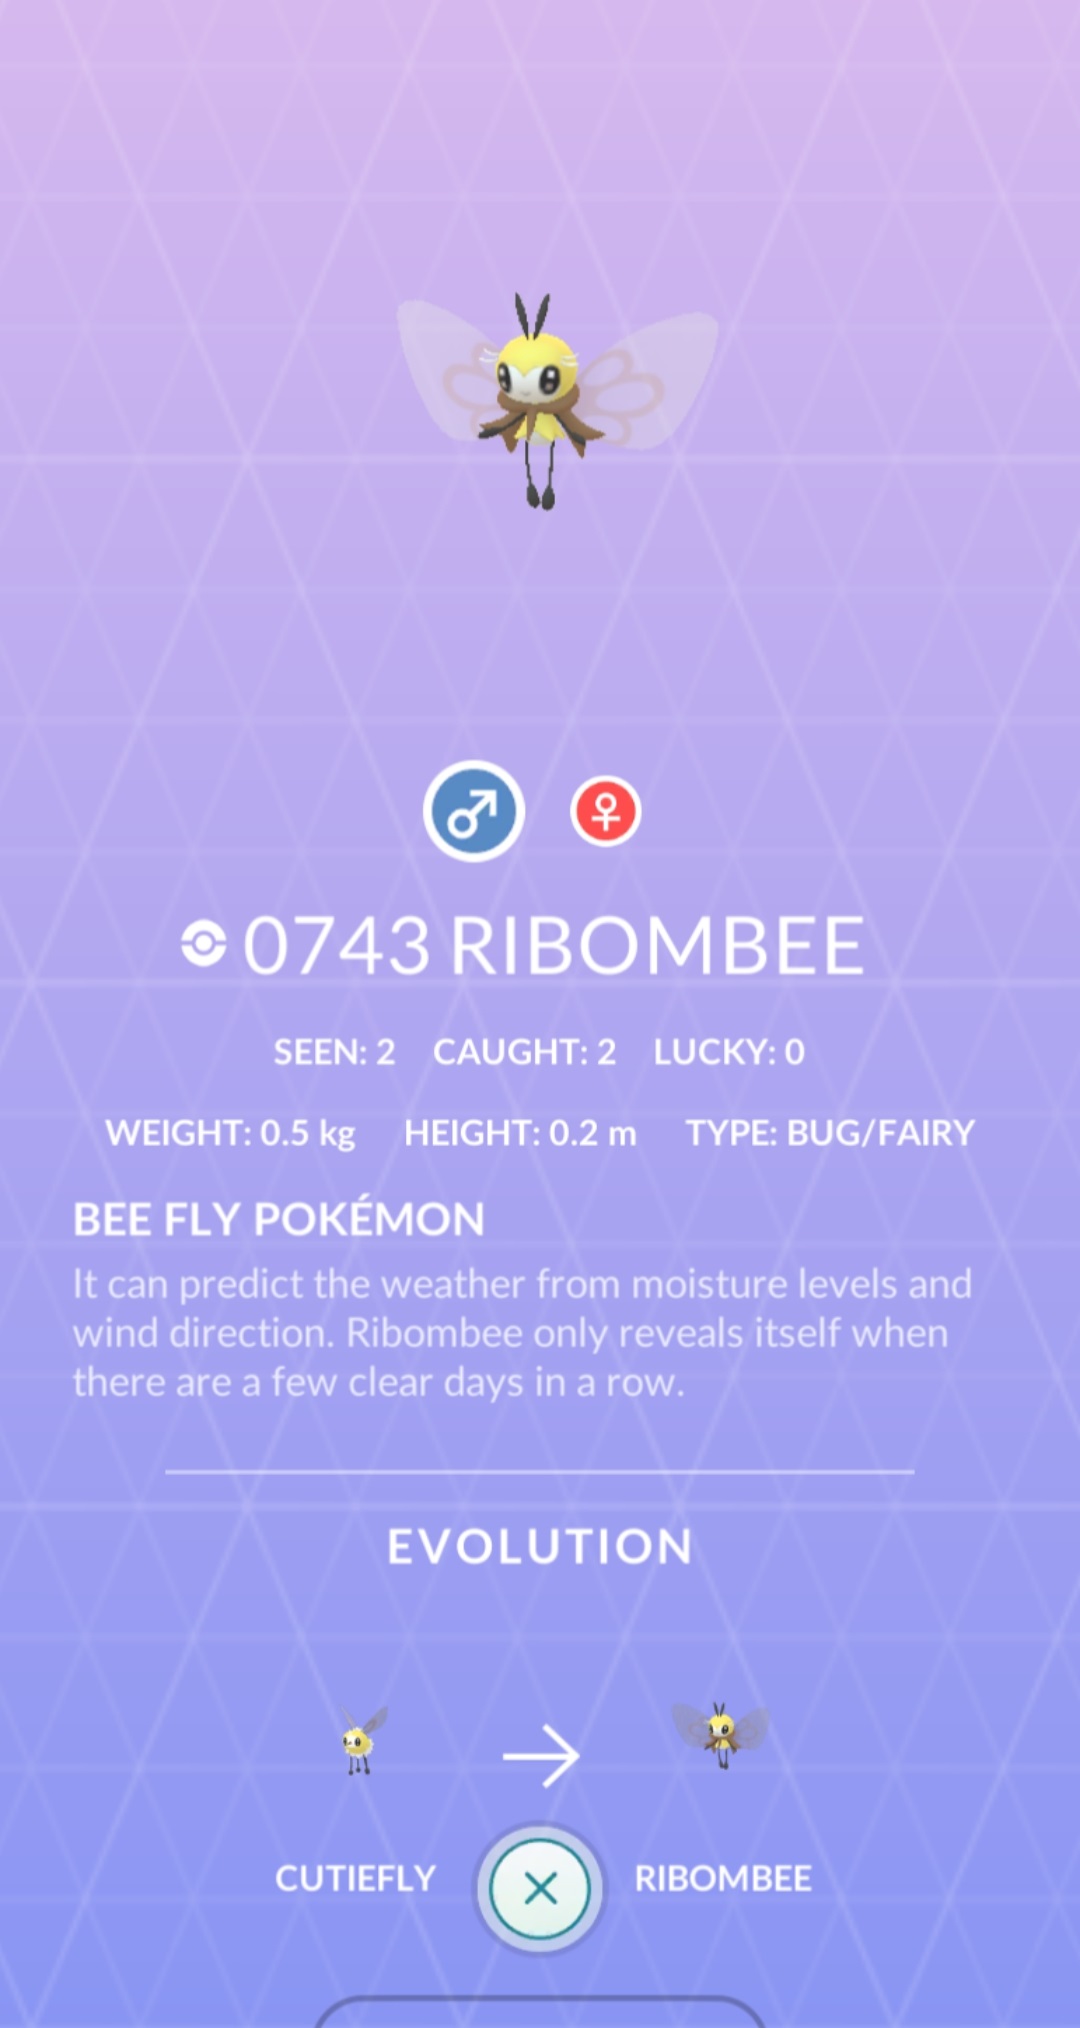 0743 RIBOMBEE
SEEN: 2 CAUGHT: 2 LUCKY: 0
WEIGHT: 0.5 kg HEIGHT: 0.2 m TYPE: BUG/FAIRY
BEE FLY POKÉMON
It can predict the weather from moisture levels and
wind direction. Ribombee only reveals itself when
there are a few clear days in a row.
EVOLUTION
CUTIEFLY RIBOMBEE